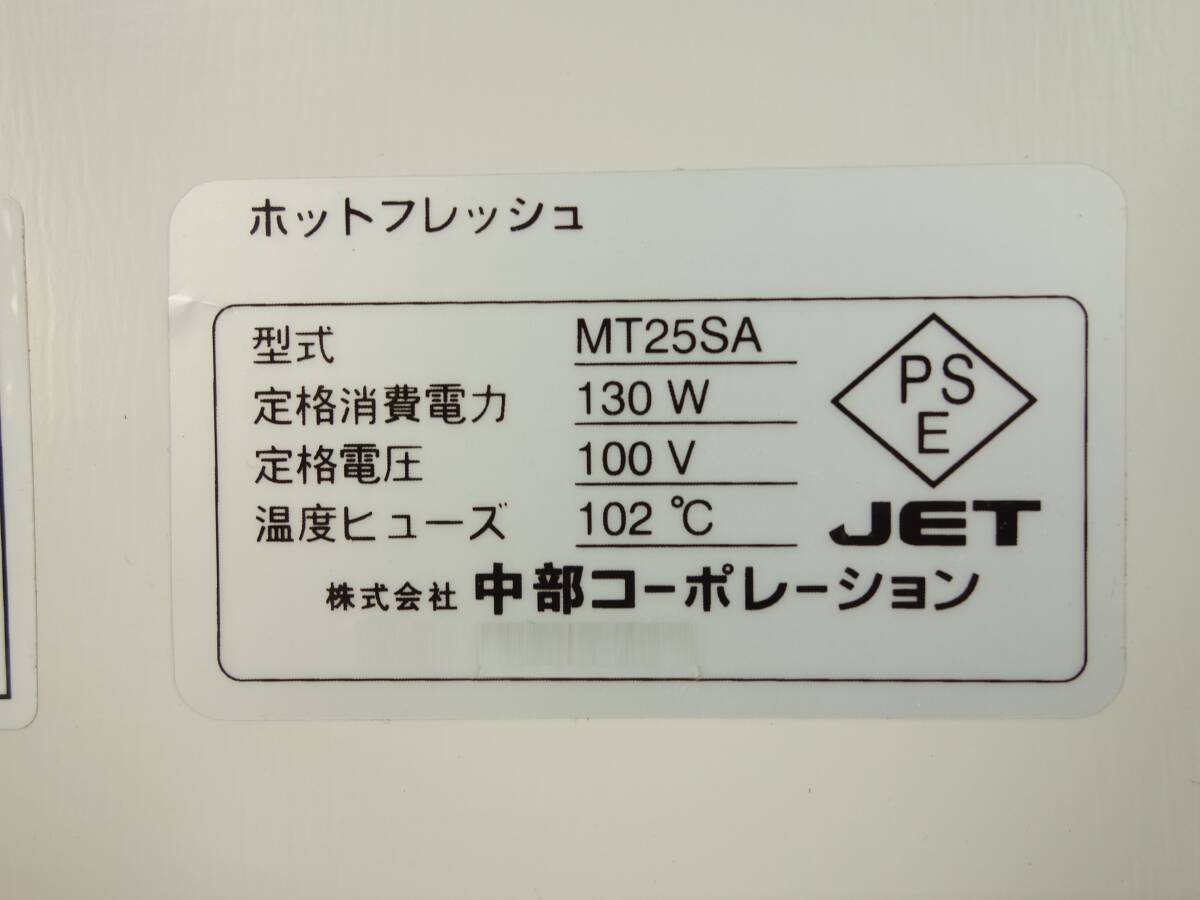 ホットフレッシュ
型式 MT25SA
定格消費電力 130 W
定格電圧 100 V
温度ヒューズ 102 ℃
PS
E
JET
株式会社 中部コーポレーション